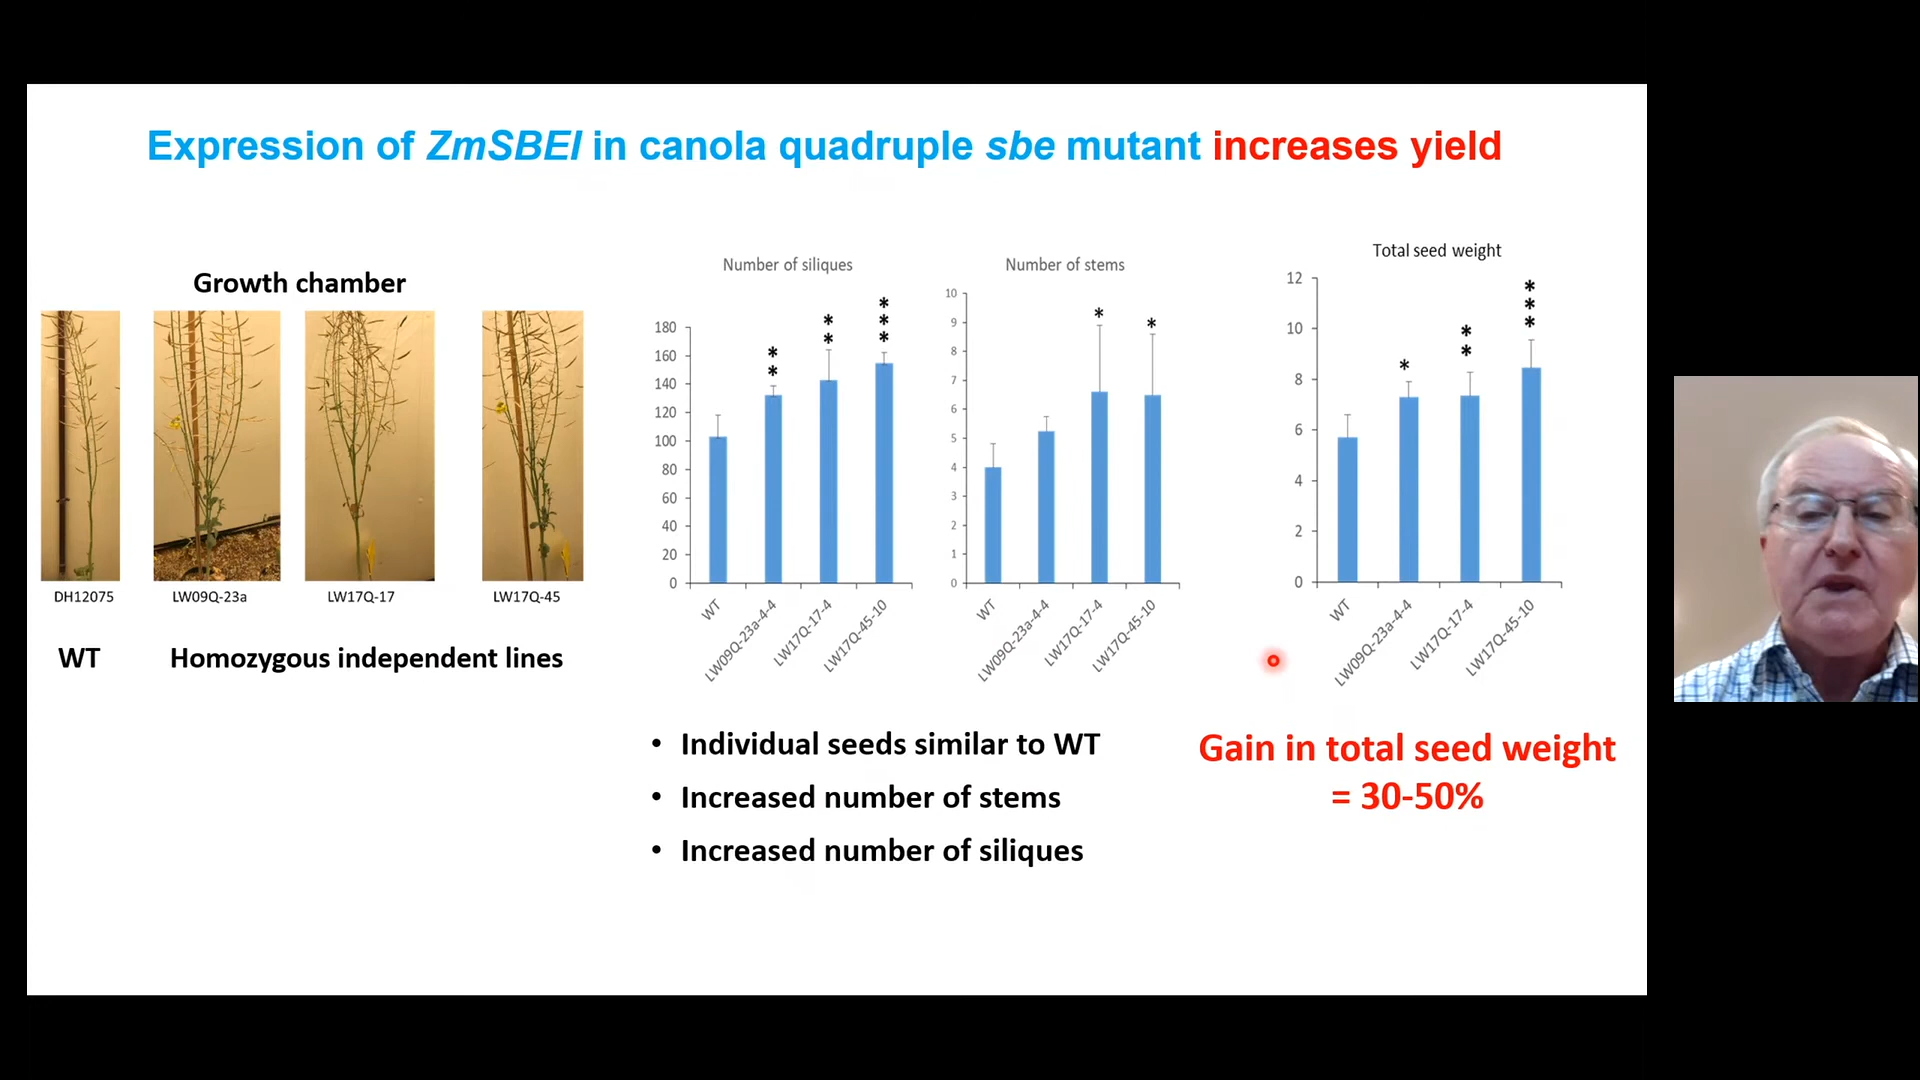 Expression of ZmSBEI in canola quadruple sbe mutant increases yield
Growth chamber
DH12075
LW09Q-23a
LW17Q-17
LW17Q-45
WT
Homozygous independent lines
Number of siliques
180
160
140
120
100
80
60
40
20
0
**
**
***
WT
LW09Q-23a-4-4
LW17Q-17-4
LW17Q-45-10
Number of stems
10
9
8
7
6
5
4
3
2
1
0
*
*
WT
LW09Q-23a-4-4
LW17Q-17-4
LW17Q-45-10
Total seed weight
12
10
8
6
4
2
0
*
**
***
WT
LW09Q-23a-4-4
LW17Q-17-4
LW17Q-45-10
• Individual seeds similar to WT
• Increased number of stems
• Increased number of siliques
Gain in total seed weight
= 30-50%